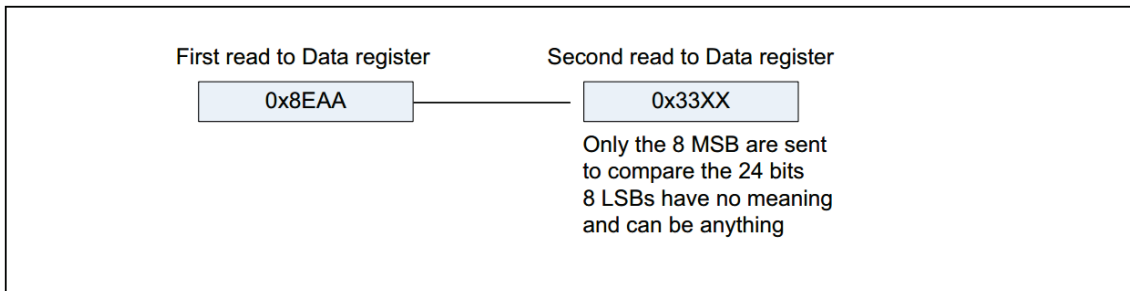 First read to Data register
Second read to Data register
0x8EAA
0x33XX
Only the 8 MSB are sent
to compare the 24 bits
8 LSBs have no meaning
and can be anything